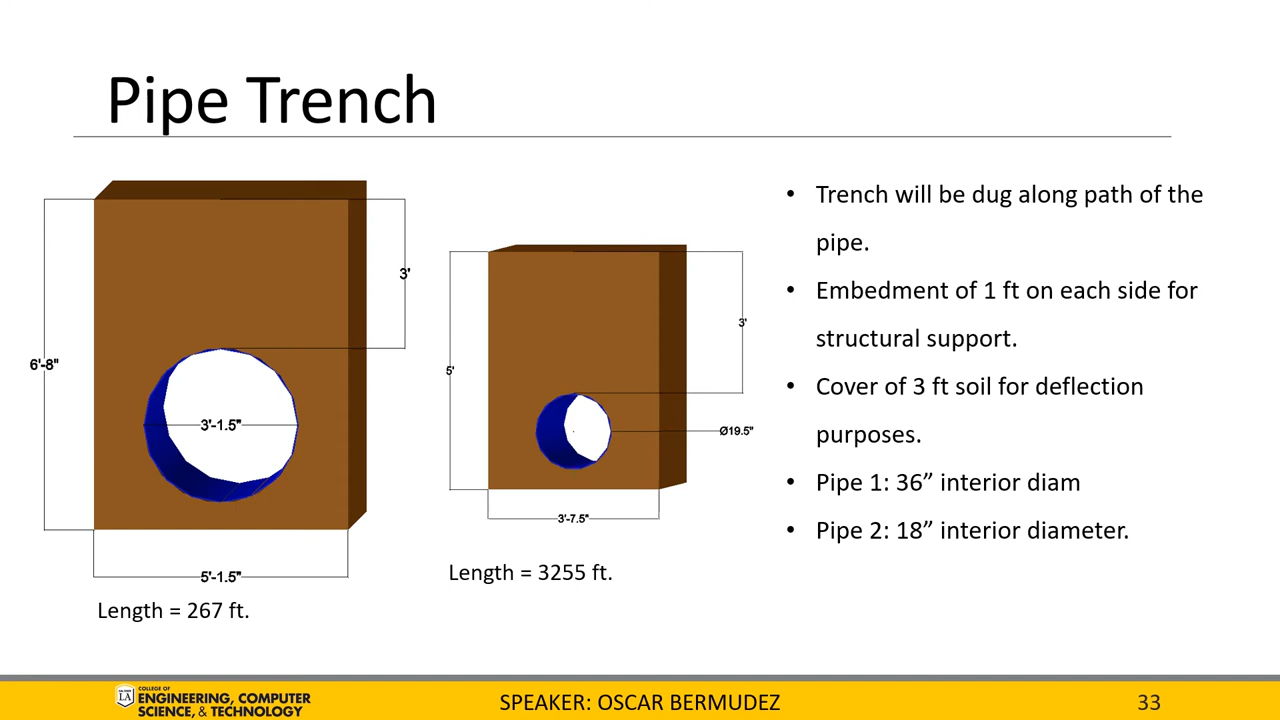 Pipe Trench
3'
6'-8"
3'-1.5"
5'-1.5"
Length = 267 ft.
3'
5'
Ø19.5"
3'-7.5"
Length = 3255 ft.
• Trench will be dug along path of the
pipe.
• Embedment of 1 ft on each side for
structural support.
• Cover of 3 ft soil for deflection
purposes.
• Pipe 1: 36” interior diam
• Pipe 2: 18” interior diameter.
LA
COLLEGE OF
ENGINEERING, COMPUTER
SCIENCE, & TECHNOLOGY
SPEAKER: OSCAR BERMUDEZ
33